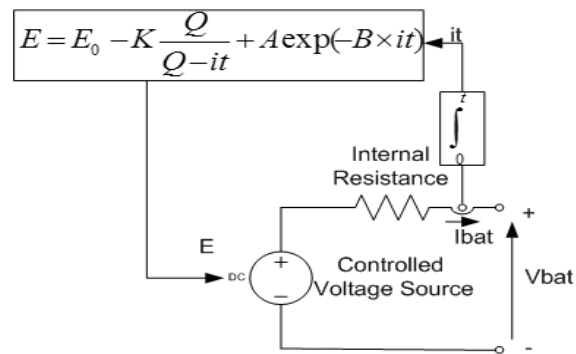 E = E₀ − K Q/(Q−it) + A exp(−B×it)
it
t
∫
0
Internal
Resistance
+
Ibat
E
DC
+
−
Controlled
Voltage Source
Vbat
-